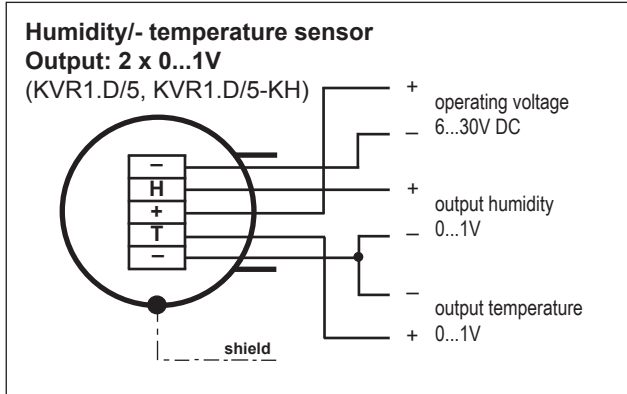 Humidity/- temperature sensor
Output: 2 x 0...1V
(KVR1.D/5, KVR1.D/5-KH)
+
operating voltage
– 6...30V DC
–
H
+
T
–
+
output humidity
– 0...1V
–
output temperature
+ 0...1V
shield